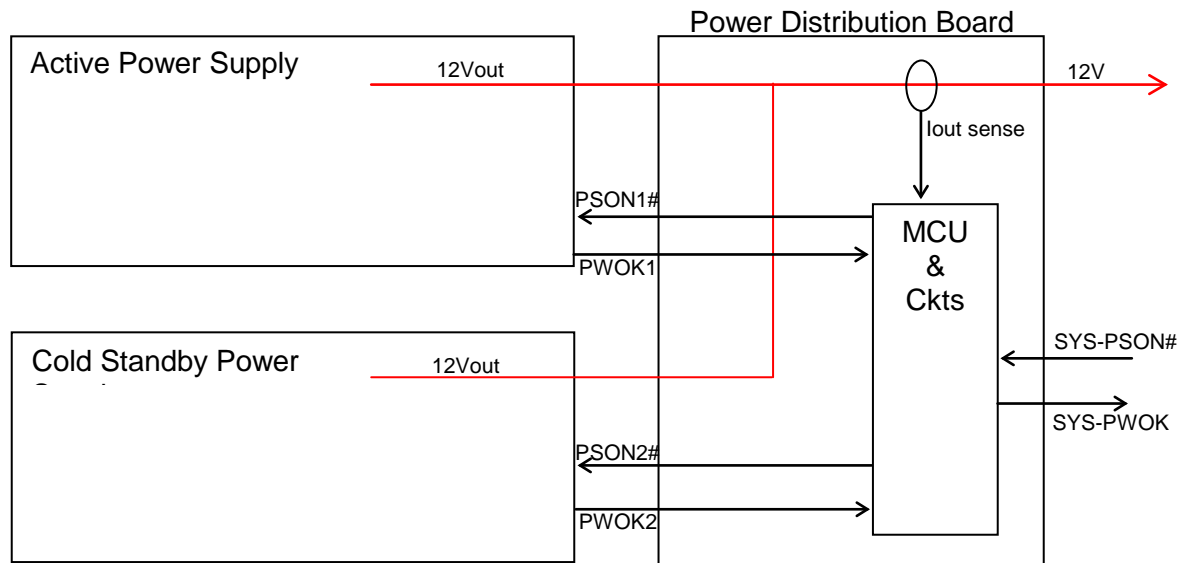 Power Distribution Board
Active Power Supply
12Vout
12V
Iout sense
PSON1#
MCU
&
Ckts
PWOK1
SYS-PSON#
Cold Standby Power
12Vout
SYS-PWOK
PSON2#
PWOK2